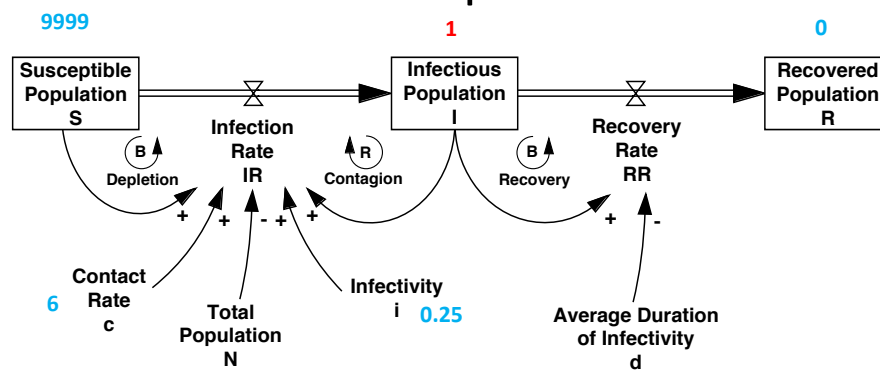 9999
1
0
Susceptible
Population
S
Infectious
Population
I
Recovered
Population
R
Infection
Rate
IR
Recovery
Rate
RR
B
Depletion
R
Contagion
B
Recovery
+
+
-
+
+
+
-
Contact
Rate
c
6
Total
Population
N
Infectivity
i
0.25
Average Duration
of Infectivity
d